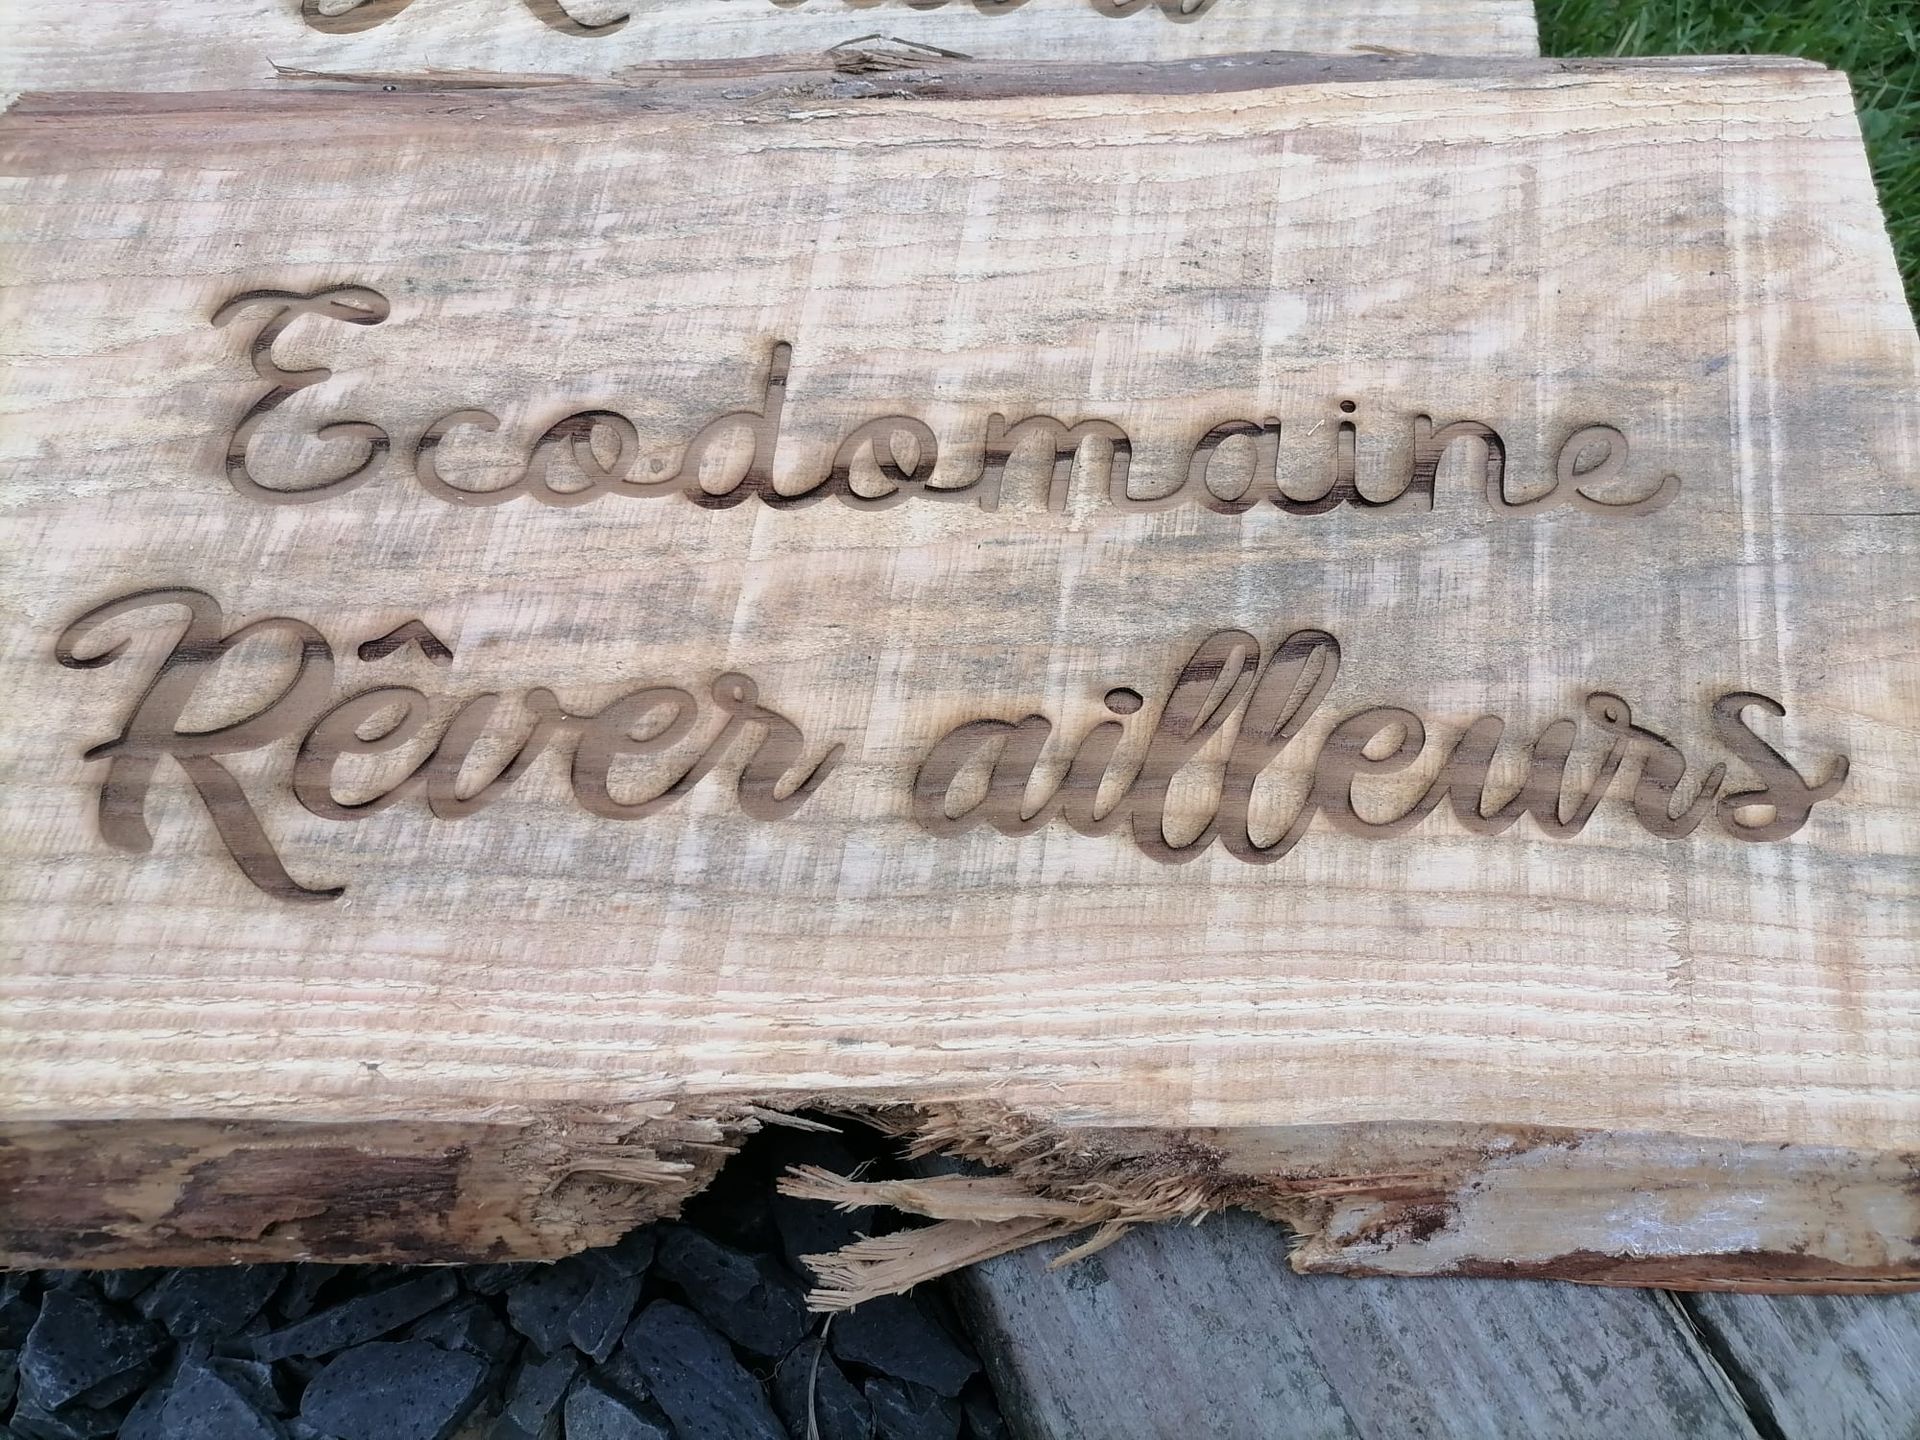 Ecodomaine
Rêver ailleurs